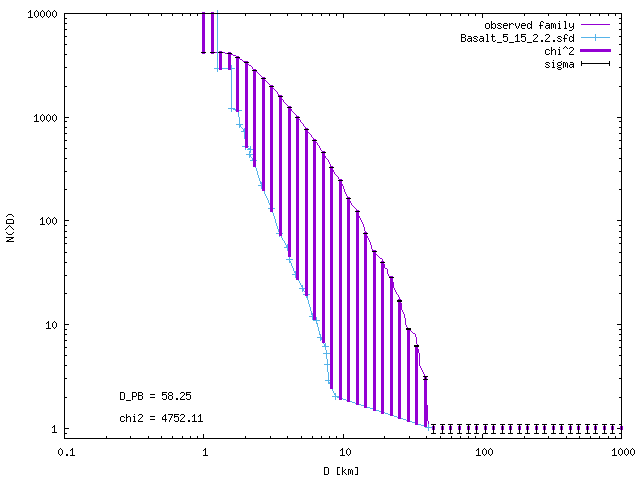 10000
1000
100
10
1
N(>D)
observed family
Basalt_5_15_2.2.sfd
chi^2
sigma
D_PB = 58.25
chi2 = 4752.11
0.1 1 10 100 1000
D [km]